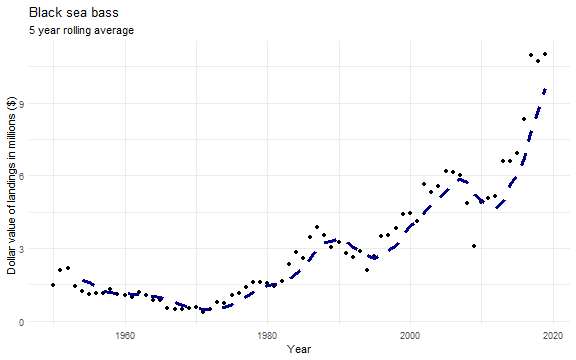 Black sea bass
5 year rolling average
Dollar value of landings in millions ($)
9
6
3
0
1960
1980
2000
2020
Year